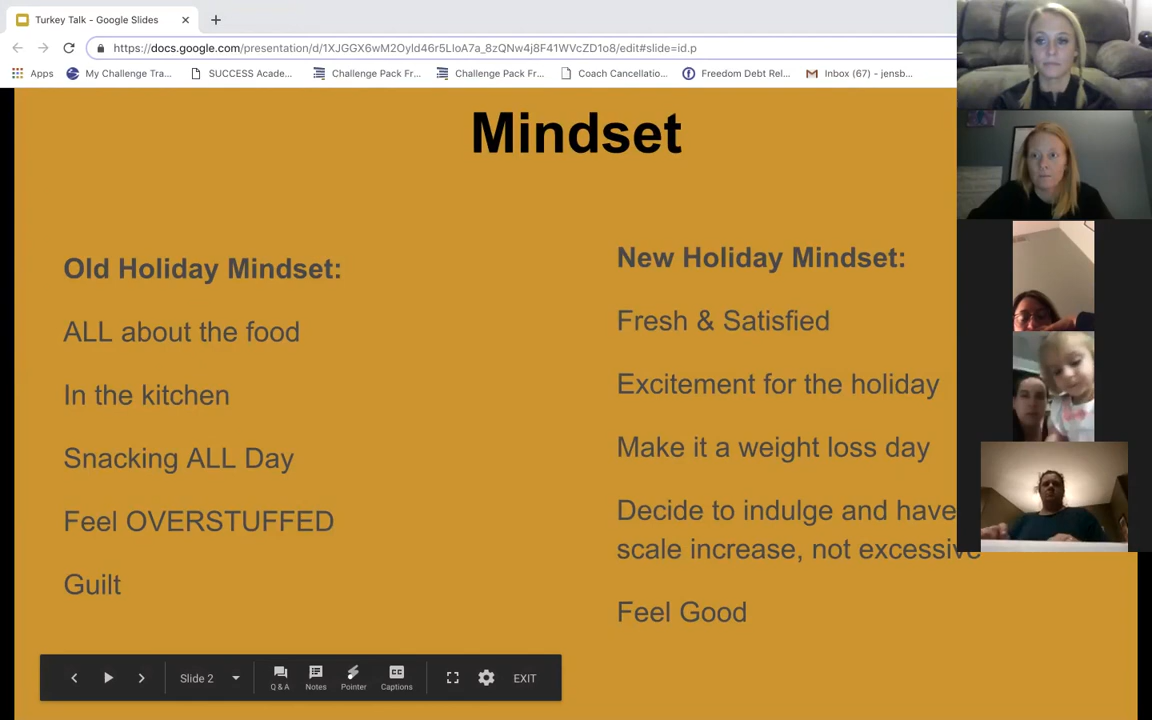 Turkey Talk - Google Slides
https://docs.google.com/presentation/d/1XJGGX6wM2OyId46r5LIoA7a_8zQNw4j8F41WVcZD1o8/edit#slide=id.p
Apps
My Challenge Tra...
SUCCESS Acade...
Challenge Pack Fr...
Challenge Pack Fr...
Coach Cancellatio...
Freedom Debt Rel...
Inbox (67) - jensb...
Mindset
Old Holiday Mindset:
ALL about the food
In the kitchen
Snacking ALL Day
Feel OVERSTUFFED
Guilt
New Holiday Mindset:
Fresh & Satisfied
Excitement for the holiday
Make it a weight loss day
Decide to indulge and have
scale increase, not excessive
Feel Good
Slide 2
Q & A
Notes
Pointer
Captions
EXIT